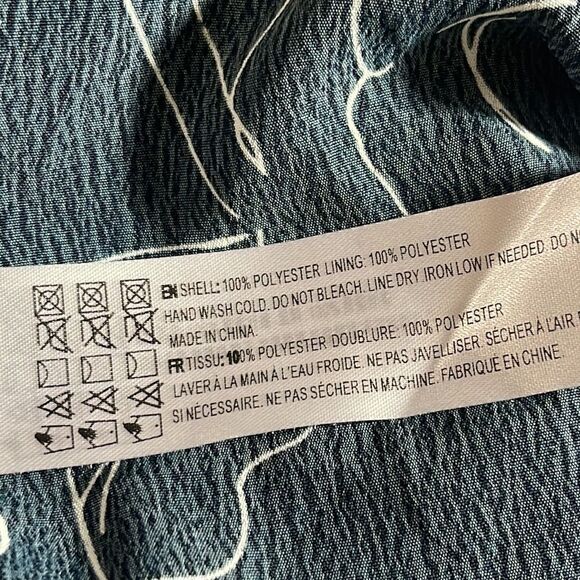 EN SHELL: 100% POLYESTER LINING: 100% POLYESTER
HAND WASH COLD. DO NOT BLEACH. LINE DRY. IRON LOW IF NEEDED. DO
MADE IN CHINA.
FR TISSU: 100% POLYESTER DOUBLURE: 100% POLYESTER
LAVER À LA MAIN À L'EAU FROIDE. NE PAS JAVELLISER. SÉCHER À L'AIR
SI NÉCESSAIRE. NE PAS SÉCHER EN MACHINE. FABRIQUÉ EN CHINE.